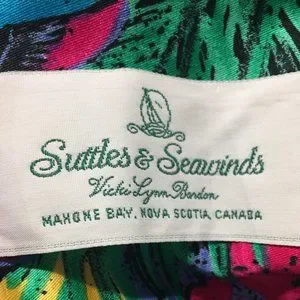 Suttles & Seawinds
Vicki Lynn Bardon
MAHONE BAY, NOVA SCOTIA, CANADA